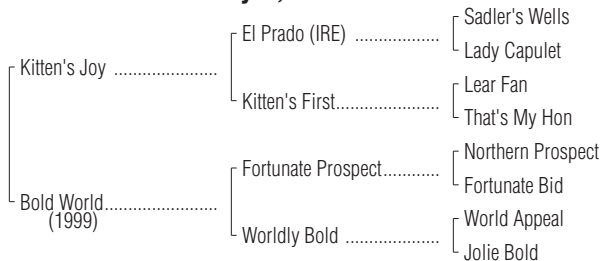 Sadler's Wells
El Prado (IRE) ..................
Lady Capulet
Kitten's Joy ......................
Lear Fan
Kitten's First......................
That's My Hon
Northern Prospect
Fortunate Prospect............
Fortunate Bid
Bold World........................
(1999)
World Appeal
Worldly Bold ....................
Jolie Bold